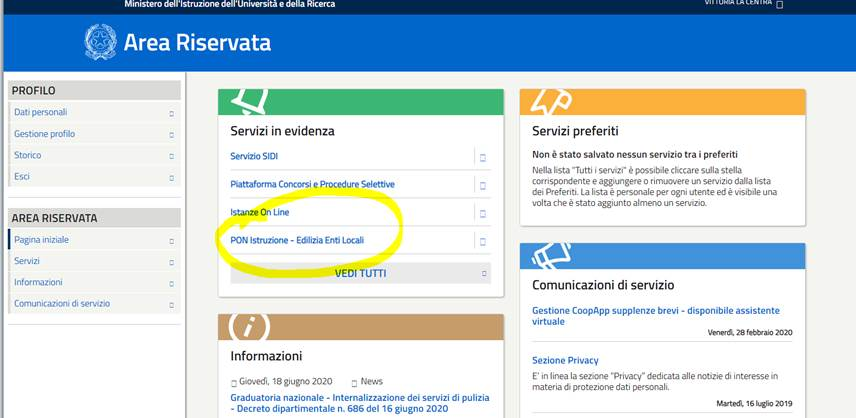 Ministero dell'Istruzione dell'Università e della Ricerca
VITTORIA LA CENTRA
Area Riservata
PROFILO
Dati personali
Gestione profilo
Storico
Esci
AREA RISERVATA
Pagina iniziale
Servizi
Informazioni
Comunicazioni di servizio
Servizi in evidenza
Servizio SIDI
Piattaforma Concorsi e Procedure Selettive
Istanze On Line
PON Istruzione - Edilizia Enti Locali
VEDI TUTTI
Informazioni
Giovedì, 18 giugno 2020 News
Graduatoria nazionale - Internalizzazione dei servizi di pulizia
- Decreto dipartimentale n. 686 del 16 giugno 2020
Servizi preferiti
Non è stato salvato nessun servizio tra i preferiti
Nella lista "Tutti i servizi" è possibile cliccare sulla stella
corrispondente e aggiungere o rimuovere un servizio dalla lista
dei Preferiti. La lista è personale per ogni utente ed è visibile una
volta che è stato aggiunto almeno un servizio.
Comunicazioni di servizio
Gestione CoopApp supplenze brevi - disponibile assistente
virtuale
Venerdì, 28 febbraio 2020
Sezione Privacy
E' in linea la sezione "Privacy" dedicata alle notizie di interesse in
materia di protezione dati personali.
Martedì, 16 luglio 2019